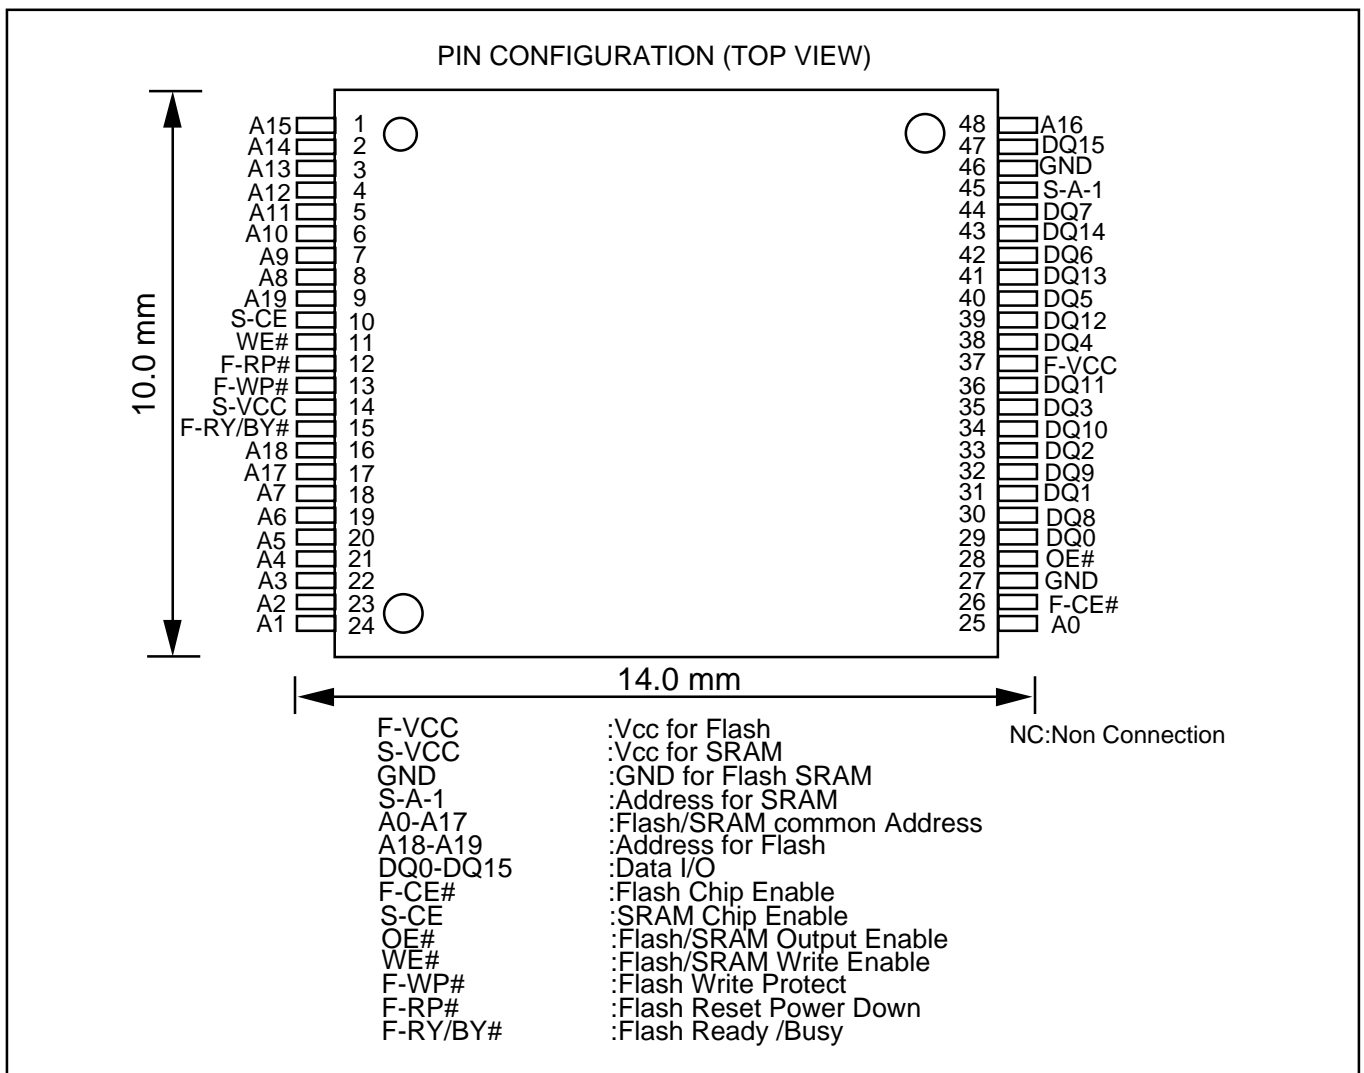 PIN CONFIGURATION (TOP VIEW)
A15 1 48 A16
A14 2 47 DQ15
A13 3 46 GND
A12 4 45 S-A-1
A11 5 44 DQ7
A10 6 43 DQ14
A9 7 42 DQ6
A8 8 41 DQ13
A19 9 40 DQ5
S-CE 10 39 DQ12
WE# 11 38 DQ4
F-RP# 12 37 F-VCC
F-WP# 13 36 DQ11
S-VCC 14 35 DQ3
F-RY/BY# 15 34 DQ10
A18 16 33 DQ2
A17 17 32 DQ9
A7 18 31 DQ1
A6 19 30 DQ8
A5 20 29 DQ0
A4 21 28 OE#
A3 22 27 GND
A2 23 26 F-CE#
A1 24 25 A0
10.0 mm
14.0 mm
F-VCC :Vcc for Flash
S-VCC :Vcc for SRAM
GND :GND for Flash SRAM
S-A-1 :Address for SRAM
A0-A17 :Flash/SRAM common Address
A18-A19 :Address for Flash
DQ0-DQ15 :Data I/O
F-CE# :Flash Chip Enable
S-CE :SRAM Chip Enable
OE# :Flash/SRAM Output Enable
WE# :Flash/SRAM Write Enable
F-WP# :Flash Write Protect
F-RP# :Flash Reset Power Down
F-RY/BY# :Flash Ready /Busy
NC:Non Connection